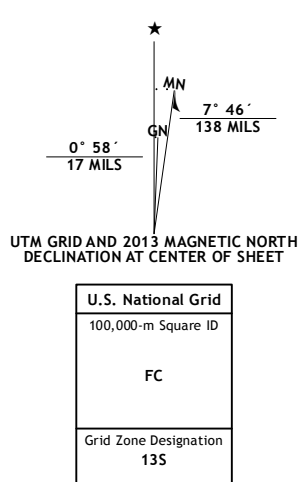 ★
MN
GN
7° 46´
138 MILS
0° 58´
17 MILS
UTM GRID AND 2013 MAGNETIC NORTH
DECLINATION AT CENTER OF SHEET
U.S. National Grid
100,000-m Square ID
FC
Grid Zone Designation
13S